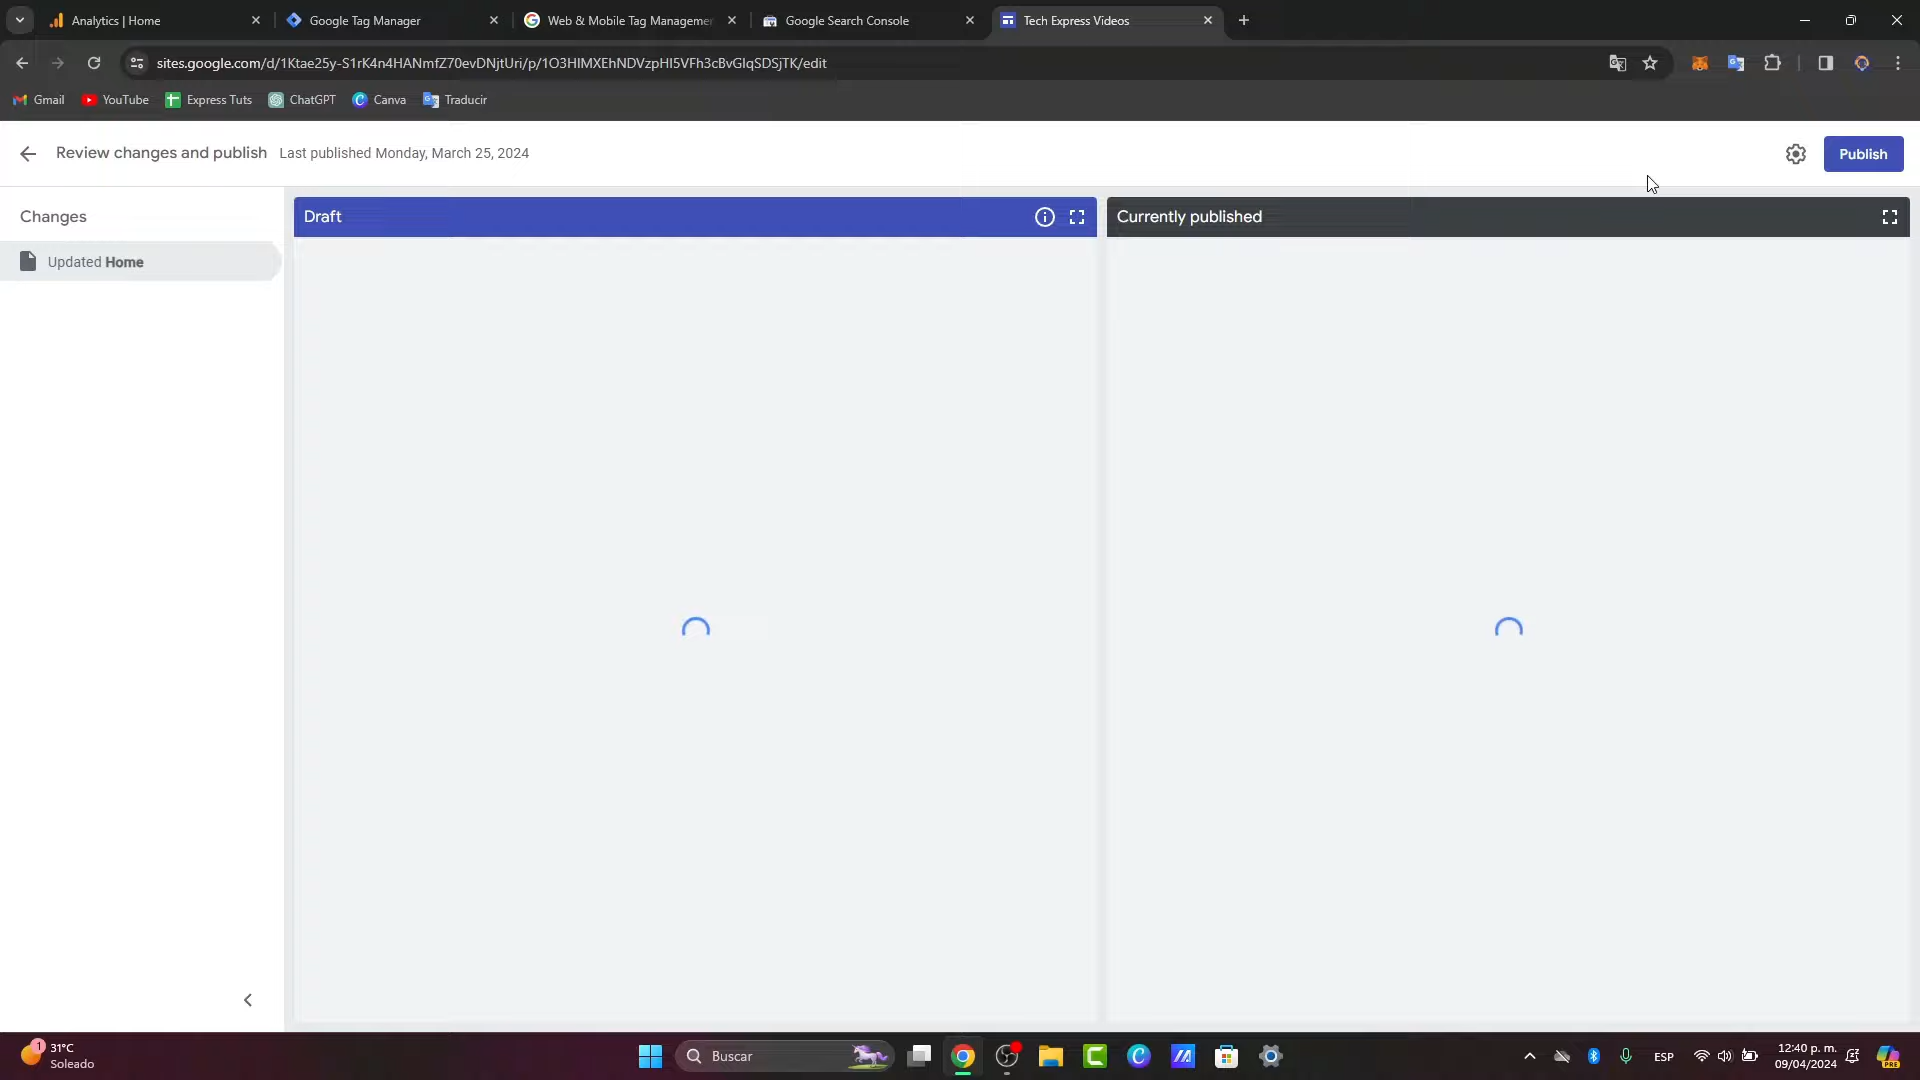 Analytics | Home
Google Tag Manager
Web & Mobile Tag Managemen
Google Search Console
Tech Express Videos
sites.google.com/d/1Ktae25y-S1rK4n4HANmfZ70evDNjtUri/p/1O3HIMXEhNDVzpHI5VFh3cBvGlqSDSjTK/edit
Gmail
YouTube
Express Tuts
ChatGPT
Canva
Traducir
Review changes and publish
Last published Monday, March 25, 2024
Publish
Changes
Draft
Currently published
Updated Home
1
31°C
Soleado
Buscar
ESP
12:40 p. m.
09/04/2024
PRE